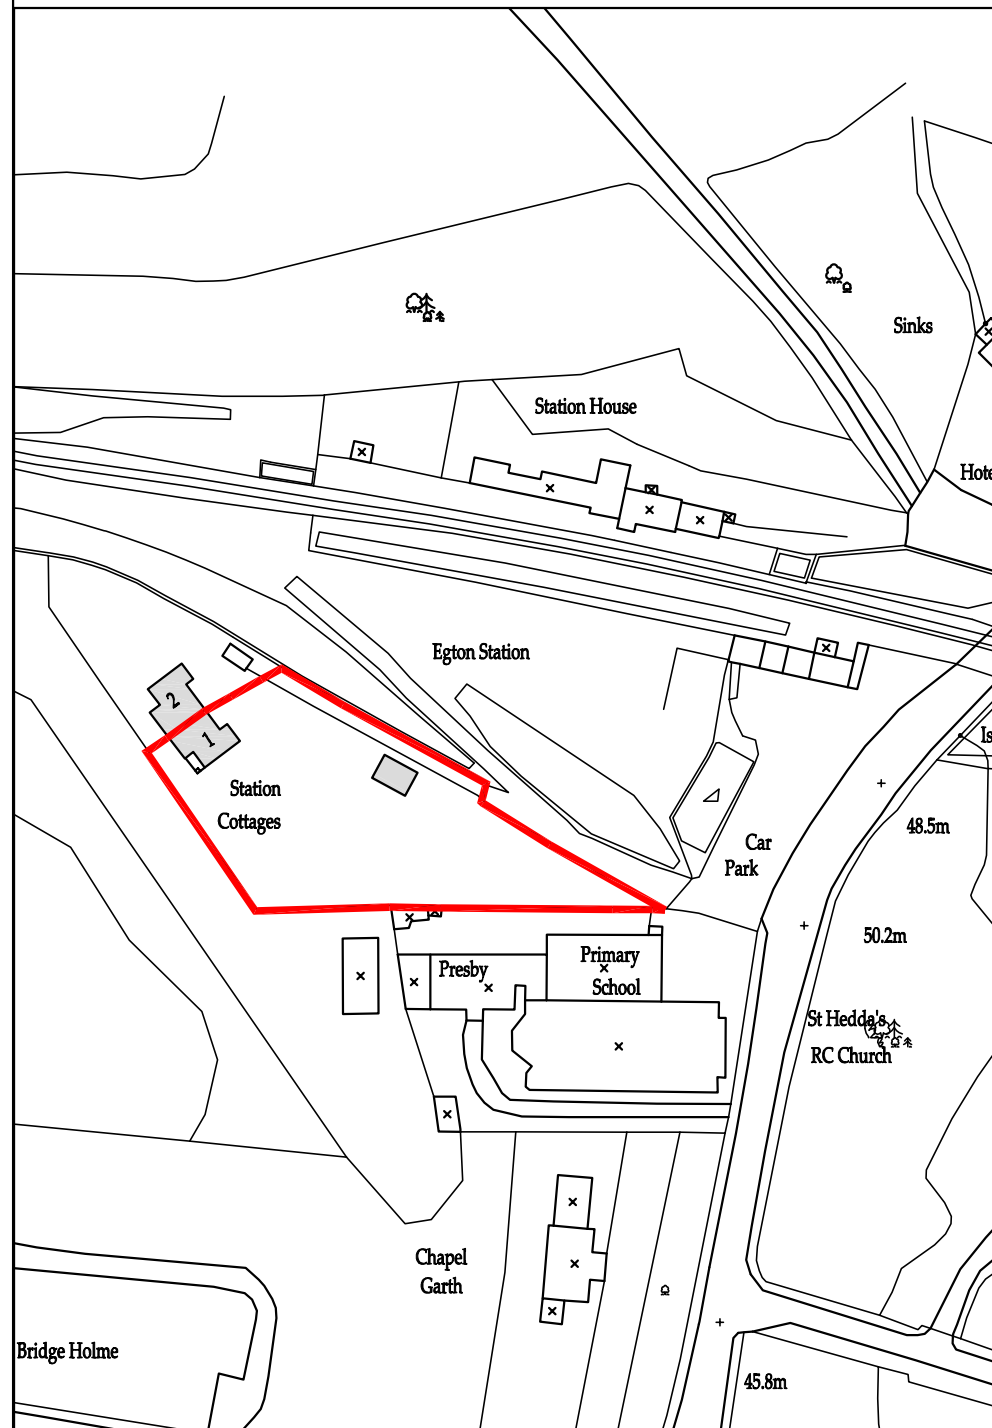 Sinks
Station House
Hote
Egton Station
2
1
Is
Station
Cottages
48.5m
Car
Park
50.2m
Primary
School
Presby
St Hedda's
RC Church
Chapel
Garth
Bridge Holme
45.8m